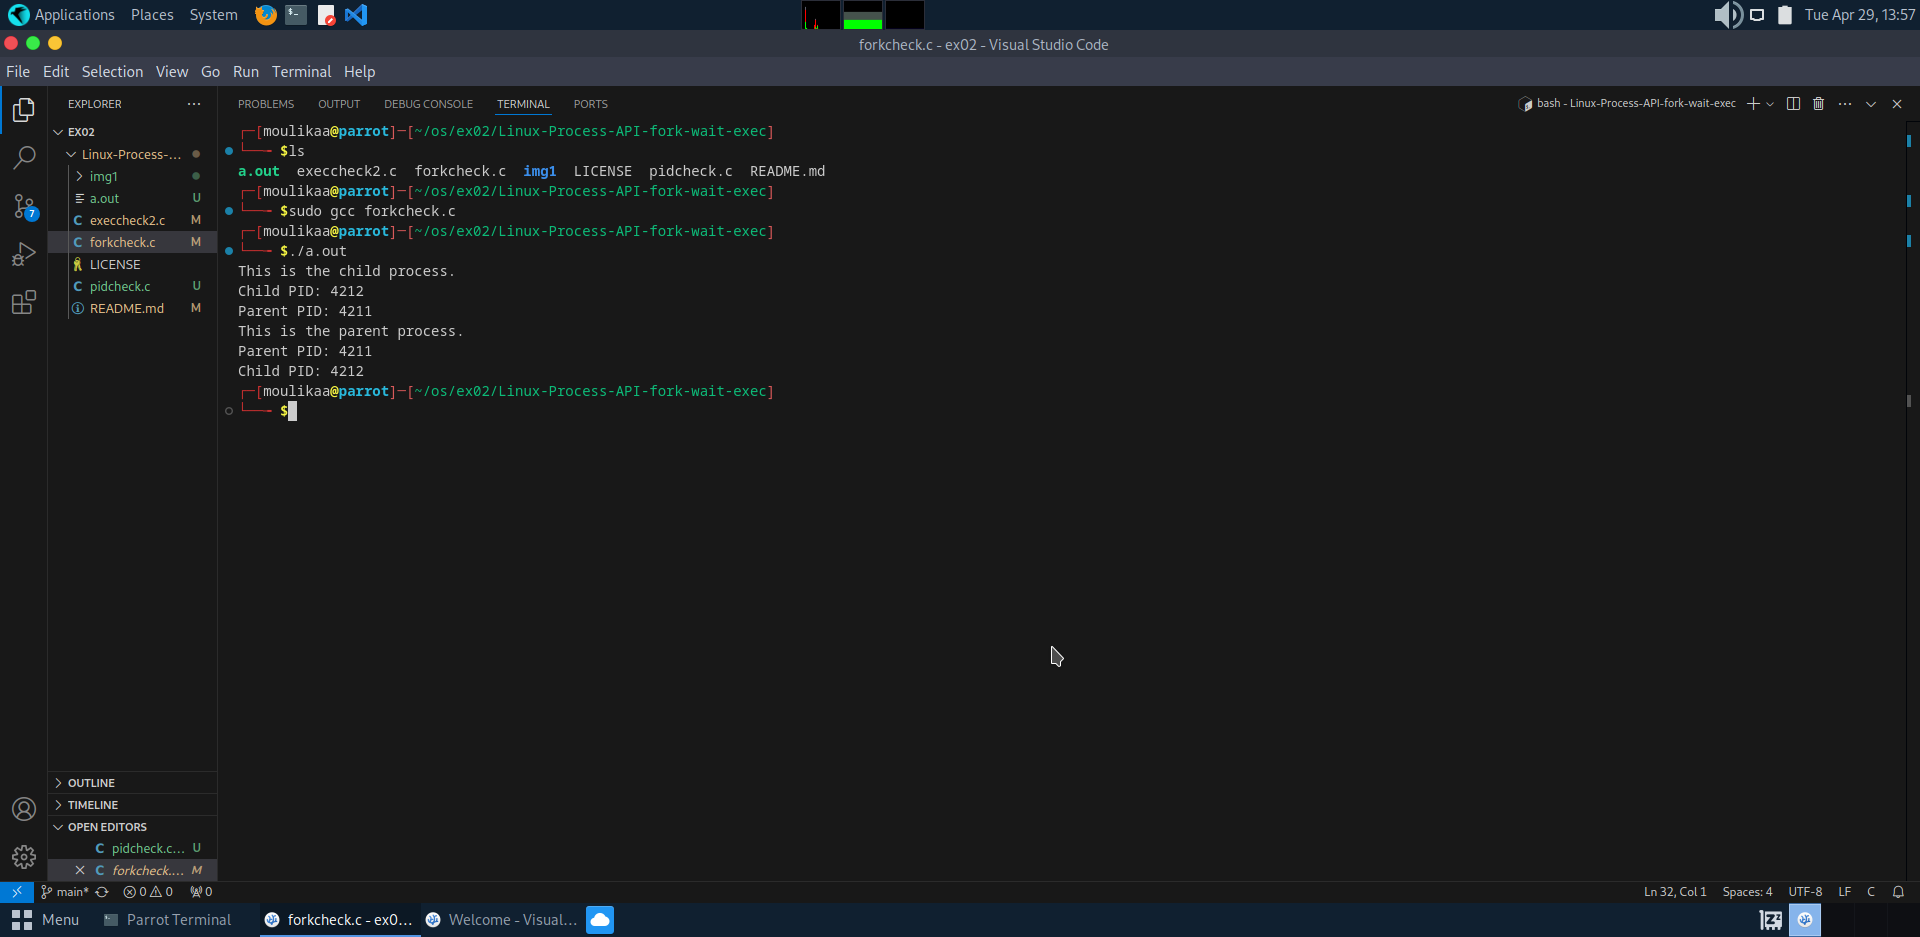 Applications Places System Tue Apr 29, 13:57
forkcheck.c - ex02 - Visual Studio Code
File Edit Selection View Go Run Terminal Help
EXPLORER ···
EX02
Linux-Process-...
img1
a.out U
execcheck2.c M
forkcheck.c M
LICENSE
pidcheck.c U
README.md M
7
OUTLINE
TIMELINE
OPEN EDITORS
pidcheck.c... U
forkcheck.... M
PROBLEMS OUTPUT DEBUG CONSOLE TERMINAL PORTS bash - Linux-Process-API-fork-wait-exec
┌─[moulikaa@parrot]─[~/os/ex02/Linux-Process-API-fork-wait-exec]
└──╼ $ls
a.out execcheck2.c forkcheck.c img1 LICENSE pidcheck.c README.md
┌─[moulikaa@parrot]─[~/os/ex02/Linux-Process-API-fork-wait-exec]
└──╼ $sudo gcc forkcheck.c
┌─[moulikaa@parrot]─[~/os/ex02/Linux-Process-API-fork-wait-exec]
└──╼ $./a.out
This is the child process.
Child PID: 4212
Parent PID: 4211
This is the parent process.
Parent PID: 4211
Child PID: 4212
┌─[moulikaa@parrot]─[~/os/ex02/Linux-Process-API-fork-wait-exec]
└──╼ $
main* 0 0 0 Ln 32, Col 1 Spaces: 4 UTF-8 LF C
Menu Parrot Terminal forkcheck.c - ex0... Welcome - Visual...